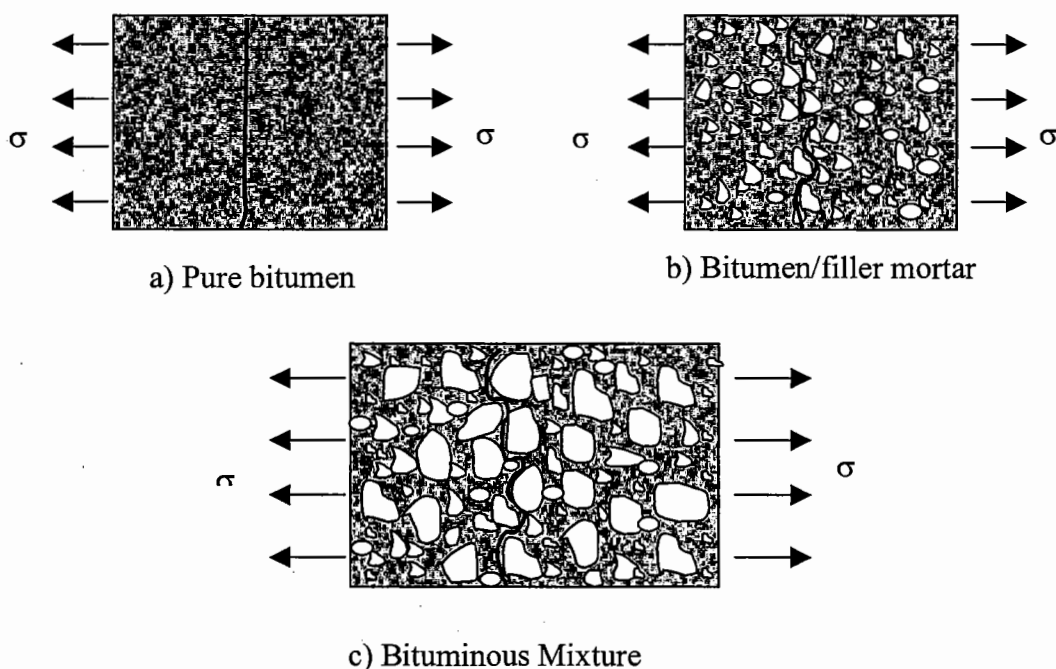 σ σ σ σ
a) Pure bitumen
b) Bitumen/filler mortar
σ σ
c) Bituminous Mixture